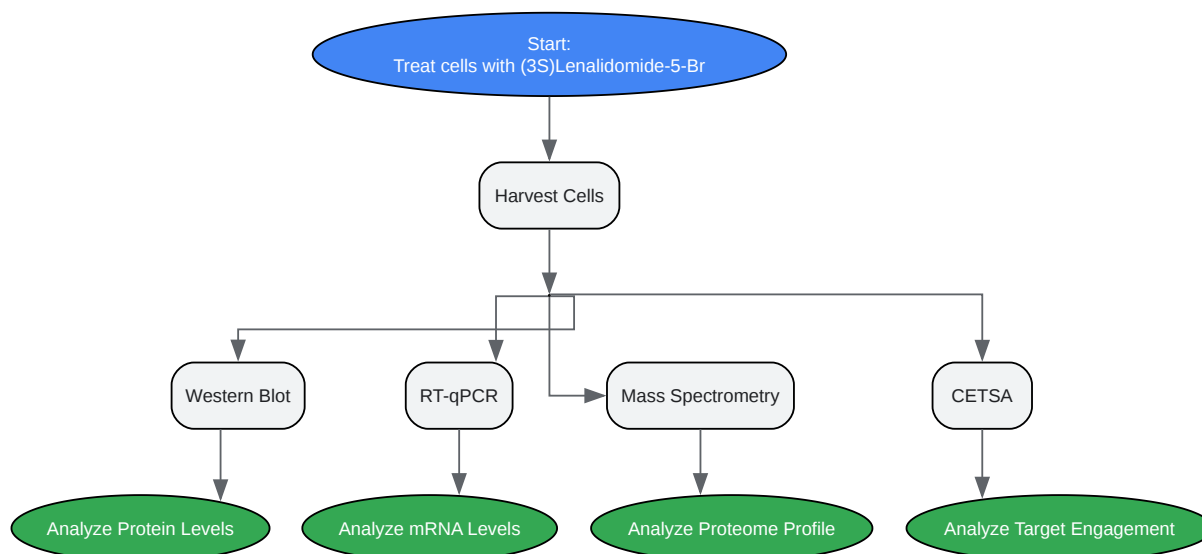 Start:
Treat cells with (3S)Lenalidomide-5-Br
Harvest Cells
Western Blot
RT-qPCR
Mass Spectrometry
CETSA
Analyze Protein Levels
Analyze mRNA Levels
Analyze Proteome Profile
Analyze Target Engagement